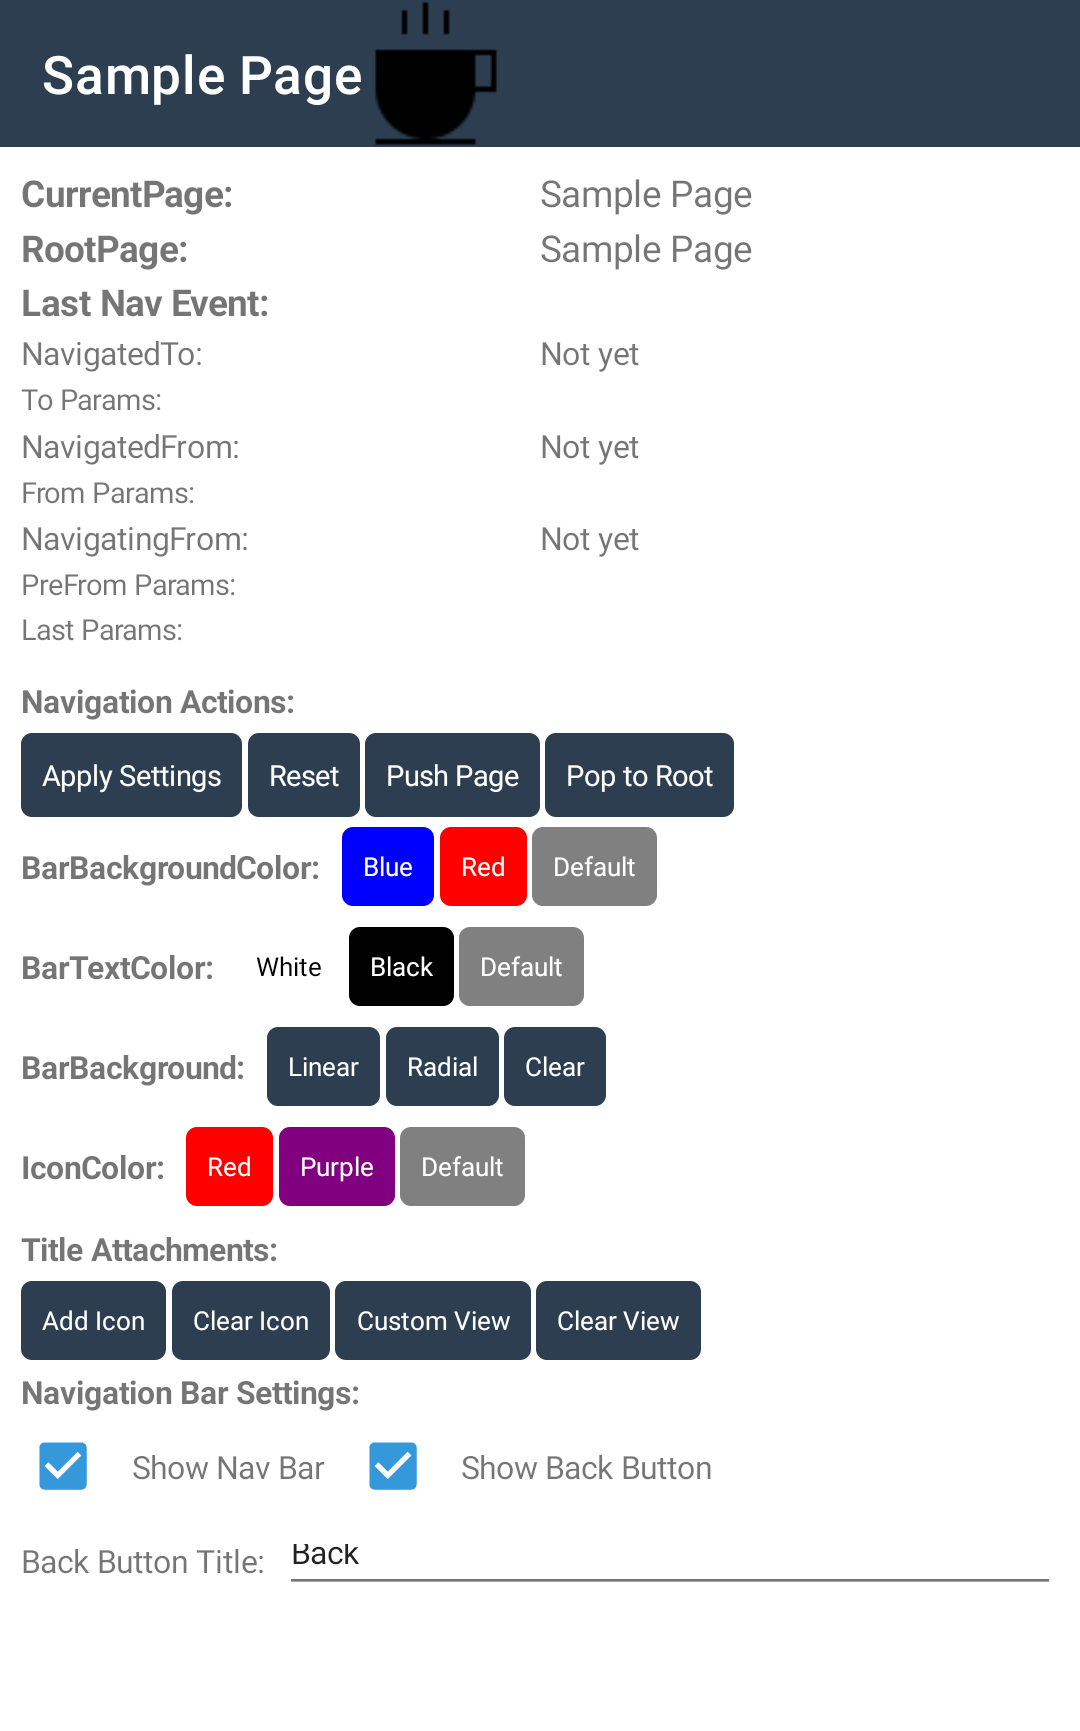 Sample Page
CurrentPage: Sample Page
RootPage: Sample Page
Last Nav Event:
NavigatedTo: Not yet
To Params:
NavigatedFrom: Not yet
From Params:
NavigatingFrom: Not yet
PreFrom Params:
Last Params:
Navigation Actions:
Apply Settings Reset Push Page Pop to Root
BarBackgroundColor: Blue Red Default
BarTextColor: White Black Default
BarBackground: Linear Radial Clear
IconColor: Red Purple Default
Title Attachments:
Add Icon Clear Icon Custom View Clear View
Navigation Bar Settings:
Show Nav Bar Show Back Button
Back Button Title: Back